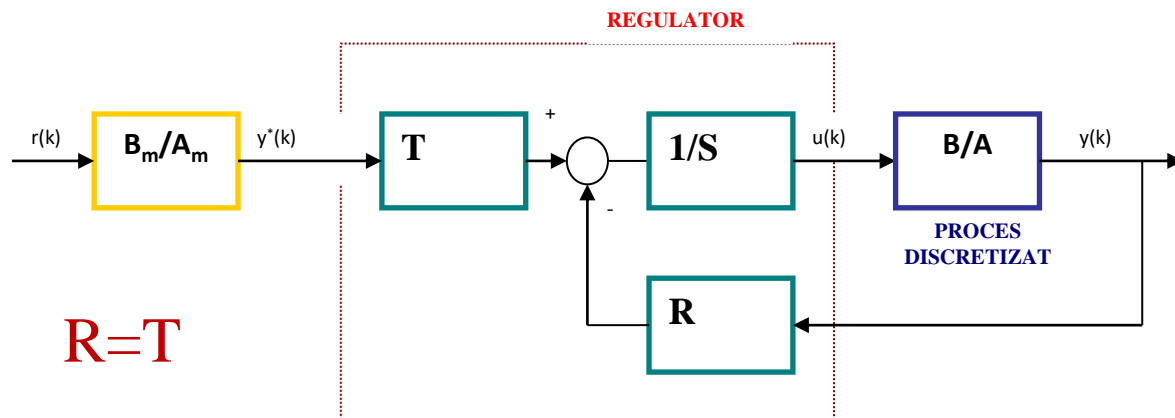 REGULATOR
r(k)
Bₘ/Aₘ
y*(k)
T
+
-
1/S
u(k)
B/A
y(k)
PROCES
DISCRETIZAT
R
R=T